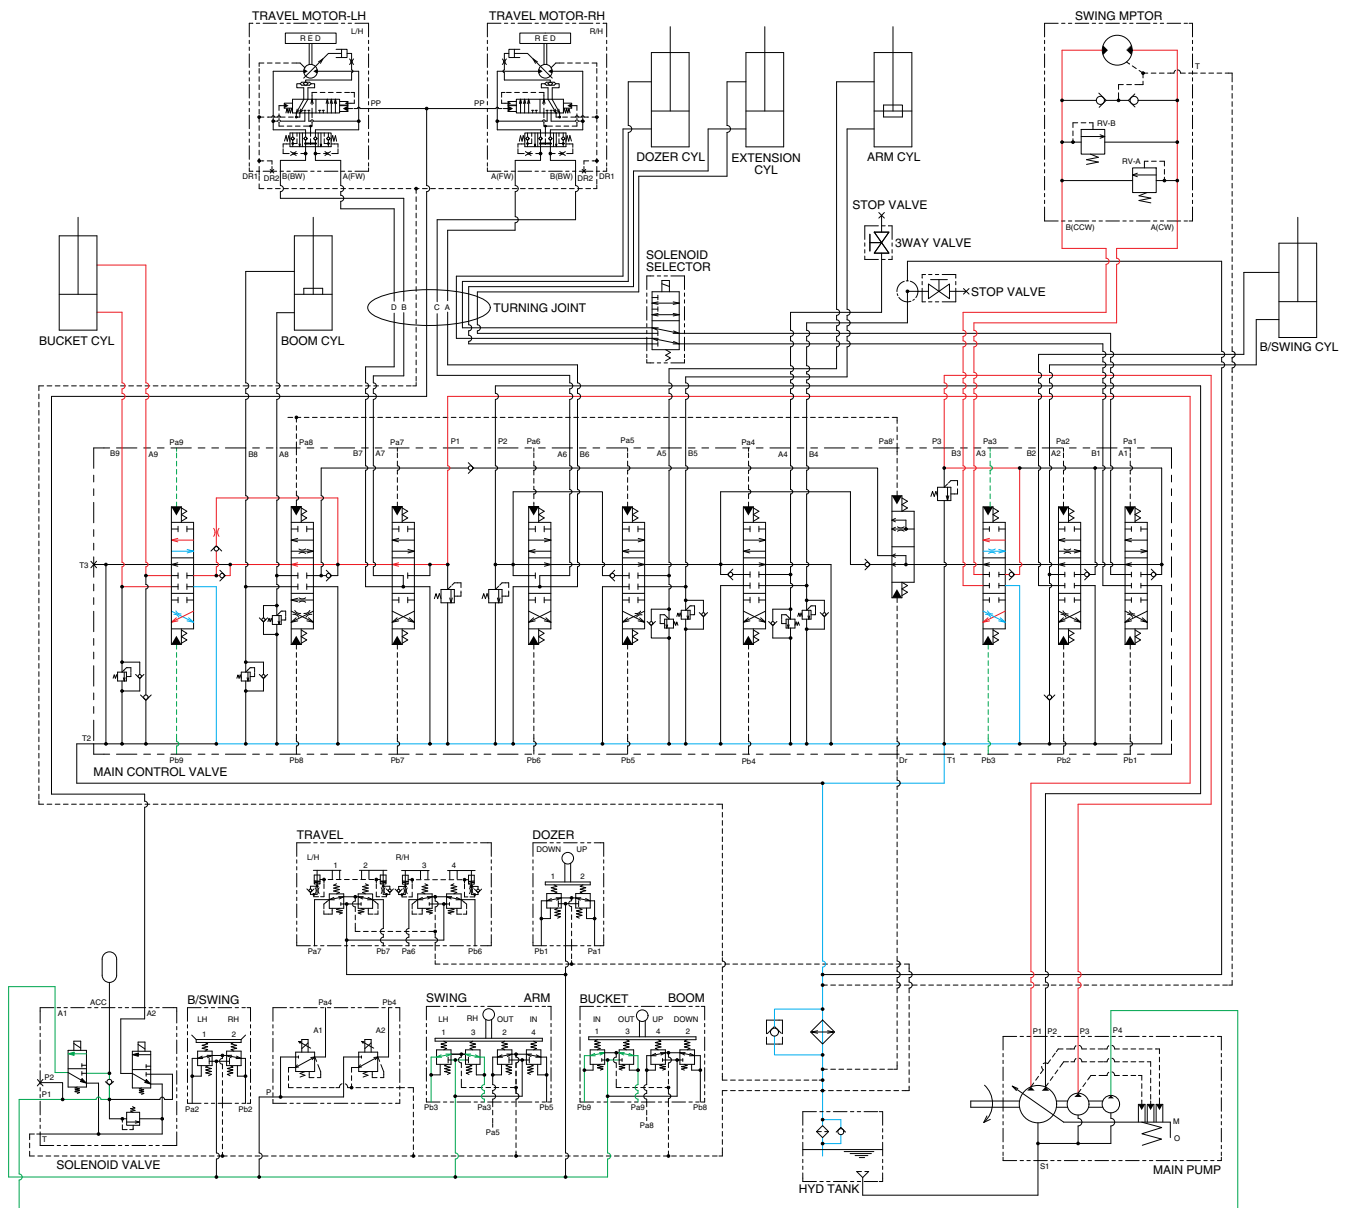 TRAVEL MOTOR-LH
TRAVEL MOTOR-RH
SWING MPTOR
L/H
R/H
R E D
R E D
T
PP
PP
RV-B
RV-A
DOZER CYL
EXTENSION
CYL
ARM CYL
DR1
DR2
B(BW)
A(FW)
A(FW)
B(BW)
DR2
DR1
STOP VALVE
3WAY VALVE
B(CCW)
A(CW)
SOLENOID
SELECTOR
STOP VALVE
D B
C A
TURNING JOINT
BUCKET CYL
BOOM CYL
B/SWING CYL
Pa9
Pa8
Pa7
P1
P2
Pa6
Pa5
Pa4
Pa8'
P3
Pa3
Pa2
Pa1
B9
A9
B8
A8
B7
A7
A6
B6
A5
B5
A4
B4
B3
A3
B2
A2
B1
A1
T3
T2
Pb9
Pb8
Pb7
Pb6
Pb5
Pb4
Dr
T1
Pb3
Pb2
Pb1
MAIN CONTROL VALVE
TRAVEL
DOZER
L/H
1
2
R/H
3
4
DOWN
UP
1
2
Pa7
Pb7
Pa6
Pb6
Pb1
Pa1
ACC
A1
A2
B/SWING
LH
RH
1
2
Pa4
Pb4
A1
A2
SWING
ARM
LH
RH
OUT
IN
1
3
2
4
BUCKET
BOOM
IN
OUT
UP
DOWN
1
3
4
2
P1
P2
P3
P4
P2
P1
T
P
Pa2
Pb2
Pb3
Pa3
Pb5
Pa5
Pb9
Pa9
Pb8
Pa8
M
O
S1
SOLENOID VALVE
HYD TANK
MAIN PUMP